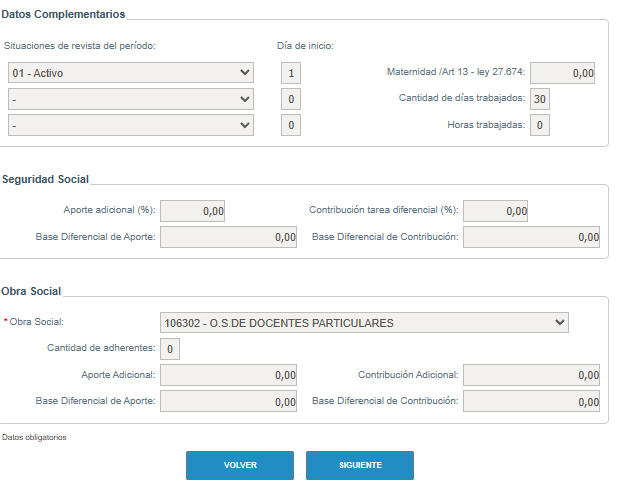 Datos Complementarios
Situaciones de revista del período: Día de inicio:
01 - Activo 1 Maternidad /Art 13 - ley 27.674: 0,00
- 0 Cantidad de días trabajados: 30
- 0 Horas trabajadas: 0
Seguridad Social
Aporte adicional (%): 0,00 Contribución tarea diferencial (%): 0,00
Base Diferencial de Aporte: 0,00 Base Diferencial de Contribución: 0,00
Obra Social
* Obra Social: 106302 - O.S.DE DOCENTES PARTICULARES
Cantidad de adherentes: 0
Aporte Adicional: 0,00 Contribución Adicional: 0,00
Base Diferencial de Aporte: 0,00 Base Diferencial de Contribución: 0,00
Datos obligatorios
VOLVER SIGUIENTE